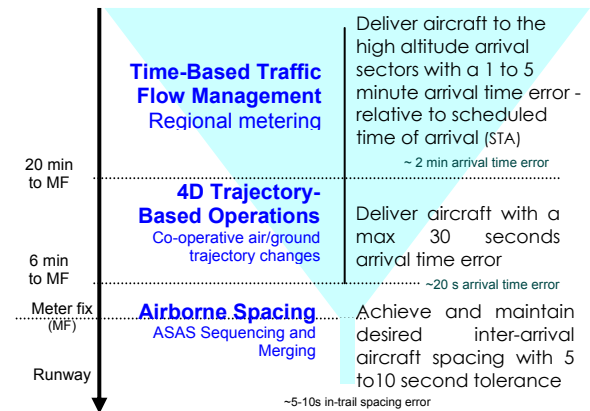 Deliver aircraft to the
high altitude arrival
sectors with a 1 to 5
minute arrival time error -
relative to scheduled
time of arrival (STA)
Time-Based Traffic
Flow Management
Regional metering
~ 2 min arrival time error
20 min
to MF
4D Trajectory-
Based Operations
Co-operative air/ground
trajectory changes
Deliver aircraft with a
max 30 seconds
arrival time error
6 min
to MF
~20 s arrival time error
Meter fix
(MF)
Airborne Spacing
ASAS Sequencing and
Merging
Achieve and maintain
desired inter-arrival
aircraft spacing with 5
to10 second tolerance
Runway
~5-10s in-trail spacing error